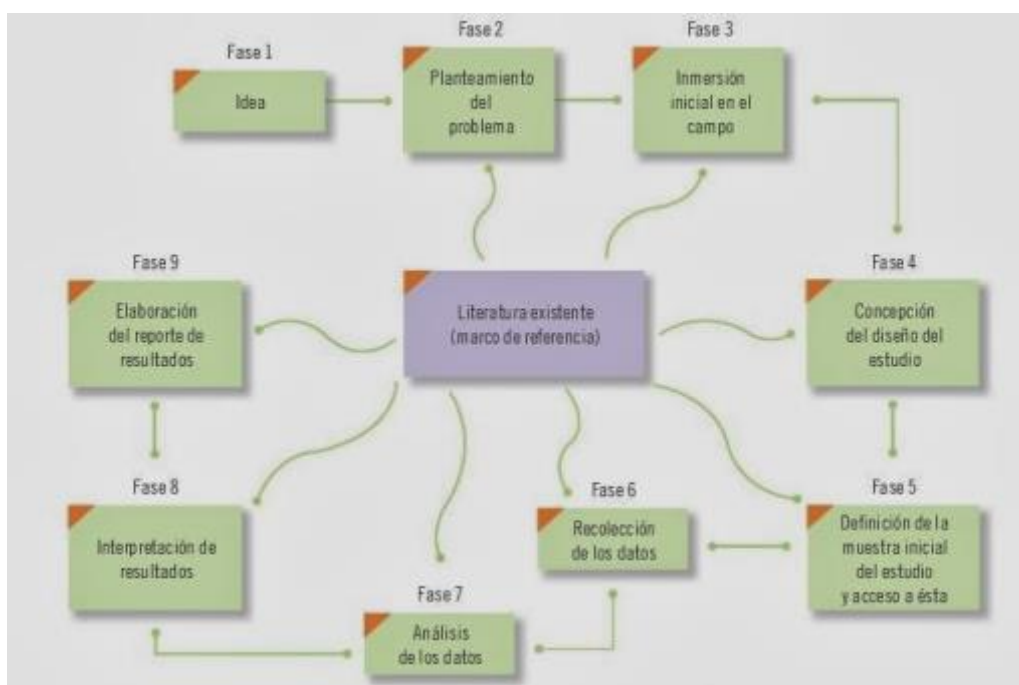 Fase 1
Idea
Fase 2
Planteamiento
del
problema
Fase 3
Inmersión
inicial en el
campo
Fase 4
Concepción
del diseño del
estudio
Fase 5
Definición de la
muestra inicial
del estudio
y acceso a ésta
Fase 6
Recolección
de los datos
Fase 7
Análisis
de los datos
Fase 8
Interpretación de
resultados
Fase 9
Elaboración
del reporte de
resultados
Literatura existente
(marco de referencia)